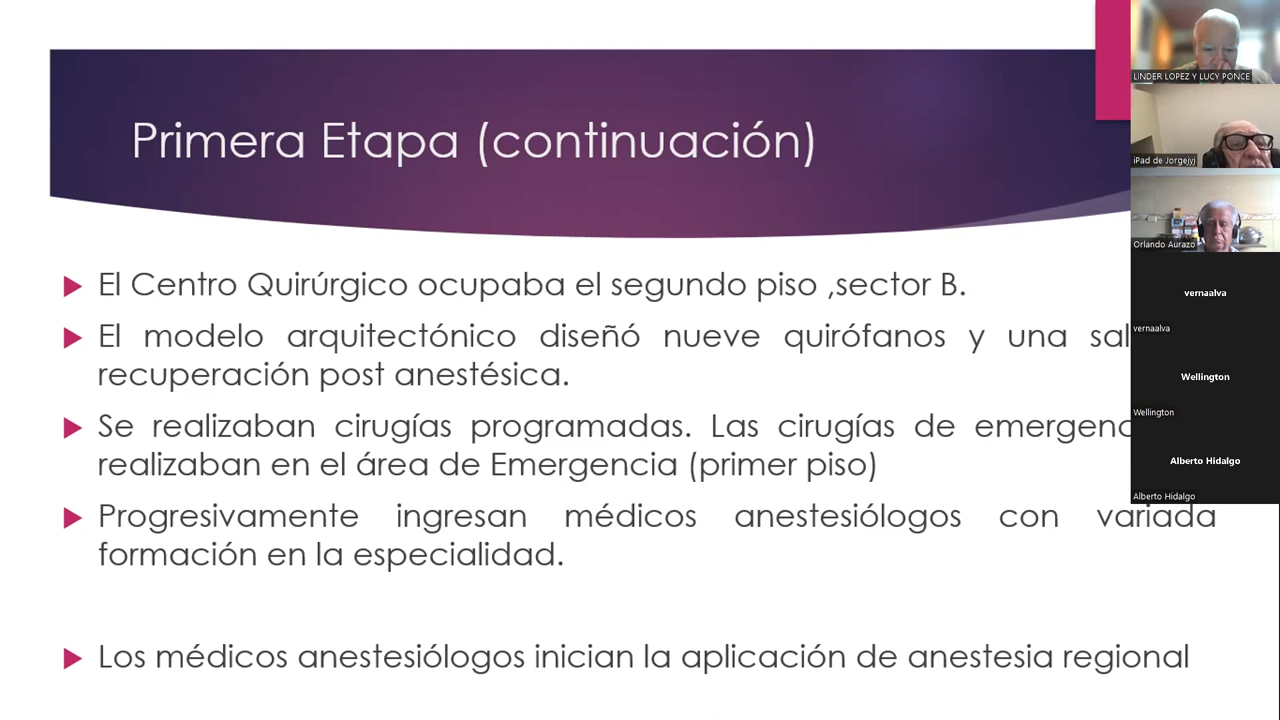 Primera Etapa (continuación)
El Centro Quirúrgico ocupaba el segundo piso ,sector B.
El modelo arquitectónico diseñó nueve quirófanos y una
recuperación post anestésica.
Se realizaban cirugías programadas. Las cirugías de
realizaban en el área de Emergencia (primer piso)
Progresivamente ingresan médicos anestesiólogos con variada
formación en la especialidad.
Los médicos anestesiólogos inician la aplicación de anestesia regional
LINDER LOPEZ Y LUCY PONCE
iPad de Jorgejyj
Orlando Aurazo
vernaalva
vernaalva
Wellington
Wellington
Alberto Hidalgo
Alberto Hidalgo